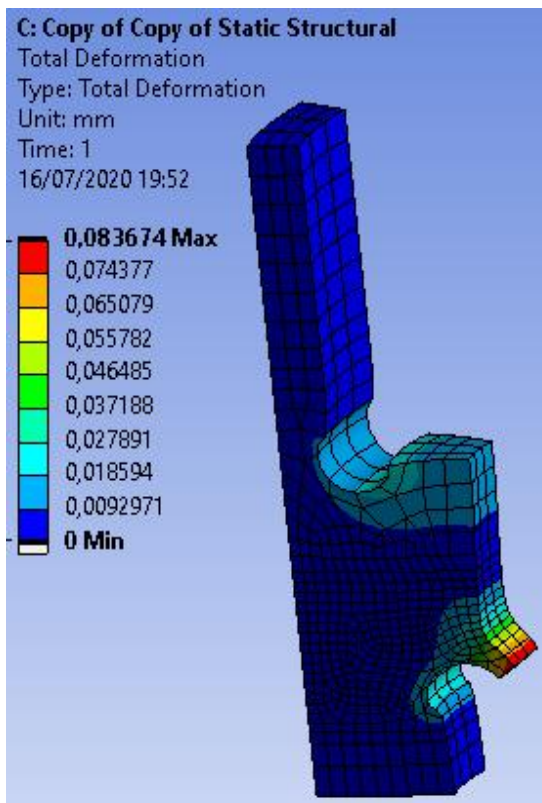 C: Copy of Copy of Static Structural
Total Deformation
Type: Total Deformation
Unit: mm
Time: 1
16/07/2020 19:52
0,083674 Max
0,074377
0,065079
0,055782
0,046485
0,037188
0,027891
0,018594
0,0092971
0 Min